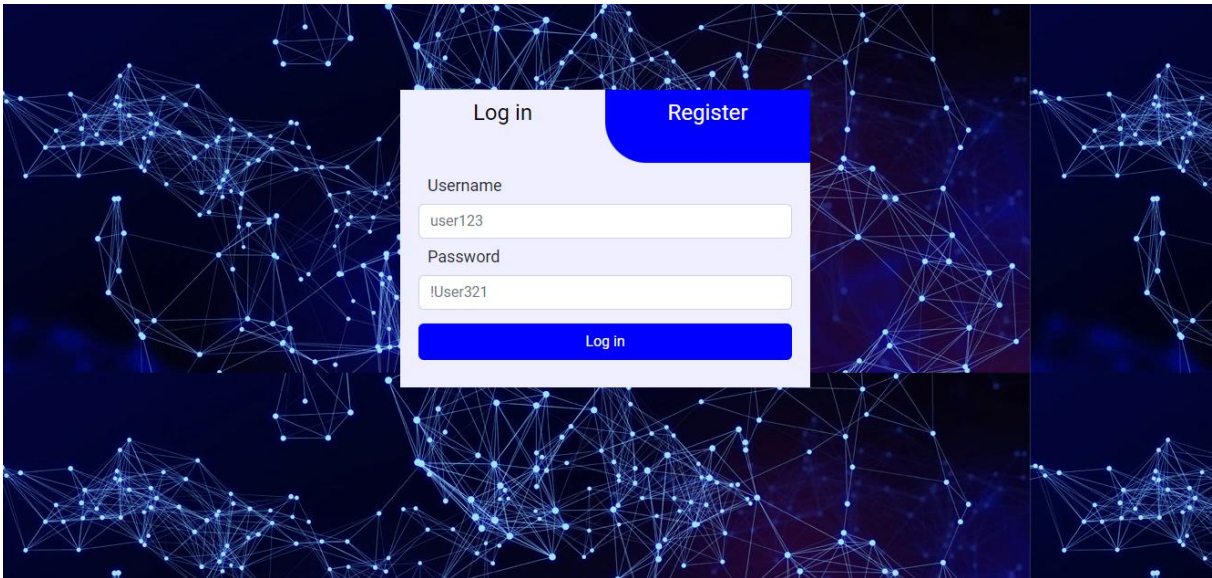 Log in
Register
Username
user123
Password
!User321
Log in